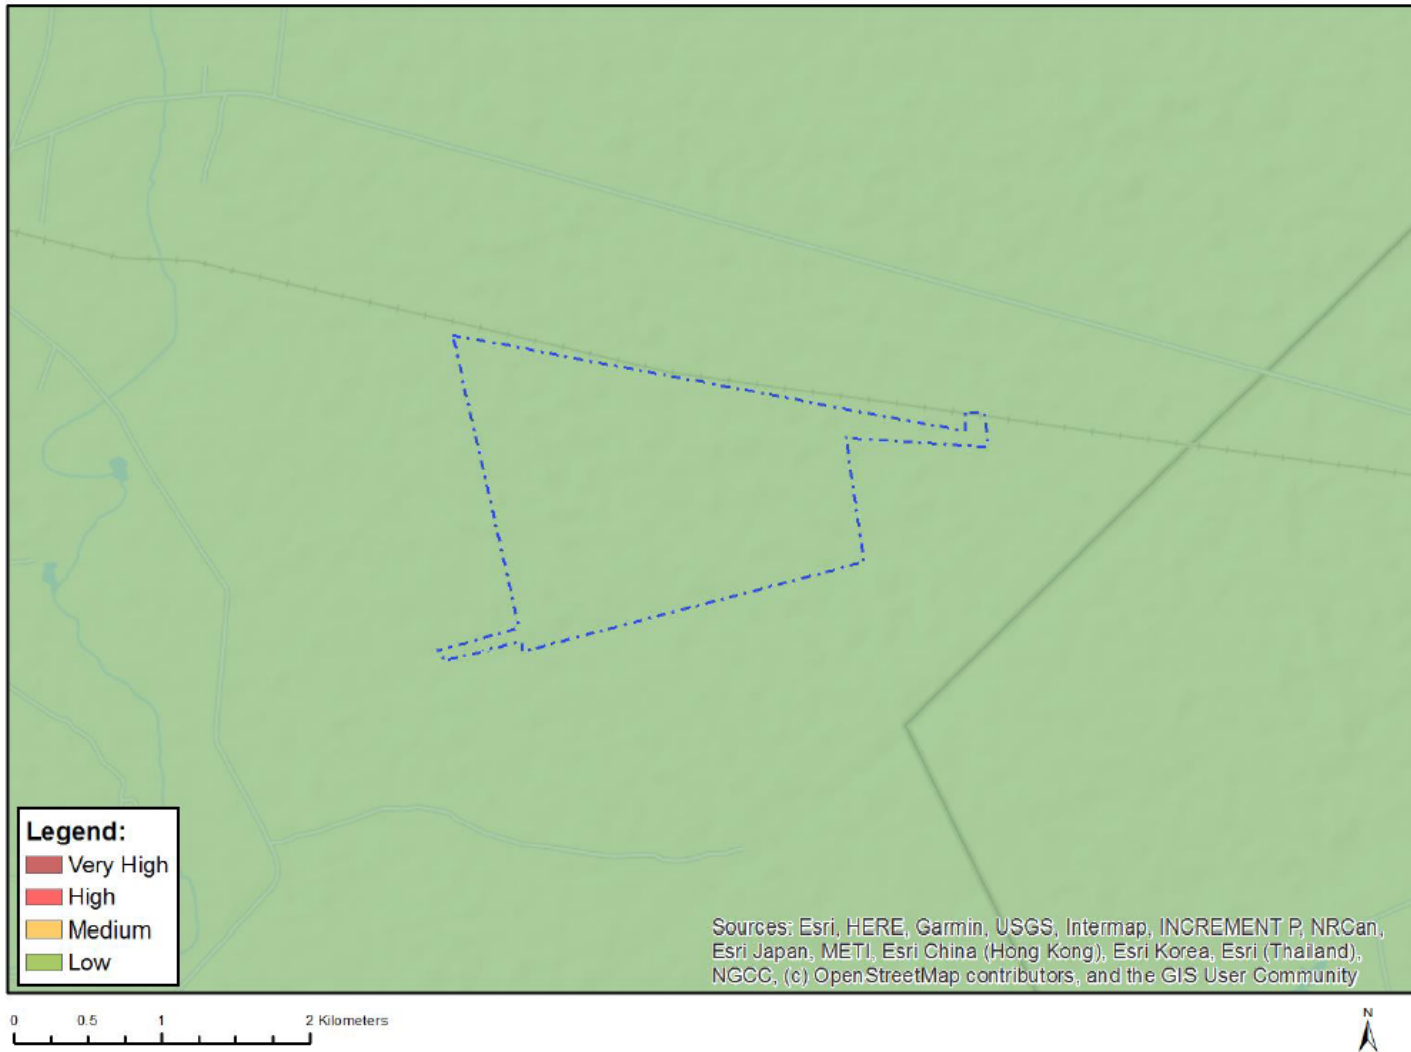 Legend:
Very High
High
Medium
Low
Sources: Esri, HERE, Garmin, USGS, Intermap, INCREMENT P, NRCan,
Esri Japan, METI, Esri China (Hong Kong), Esri Korea, Esri (Thailand),
NGCC, (c) OpenStreetMap contributors, and the GIS User Community
0 0.5 1 2 Kilometers
N